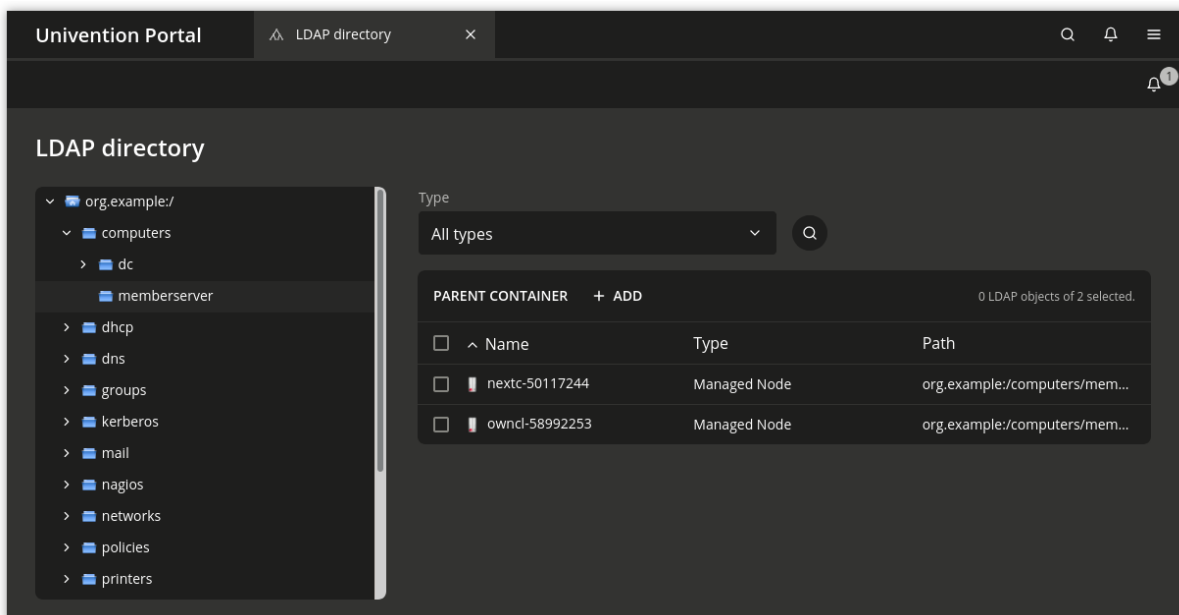 Univention Portal
LDAP directory
1
LDAP directory
org.example:/
computers
dc
memberserver
dhcp
dns
groups
kerberos
mail
nagios
networks
policies
printers
Type
All types
PARENT CONTAINER + ADD 0 LDAP objects of 2 selected.
Name Type Path
nextc-50117244 Managed Node org.example:/computers/mem...
owncl-58992253 Managed Node org.example:/computers/mem...